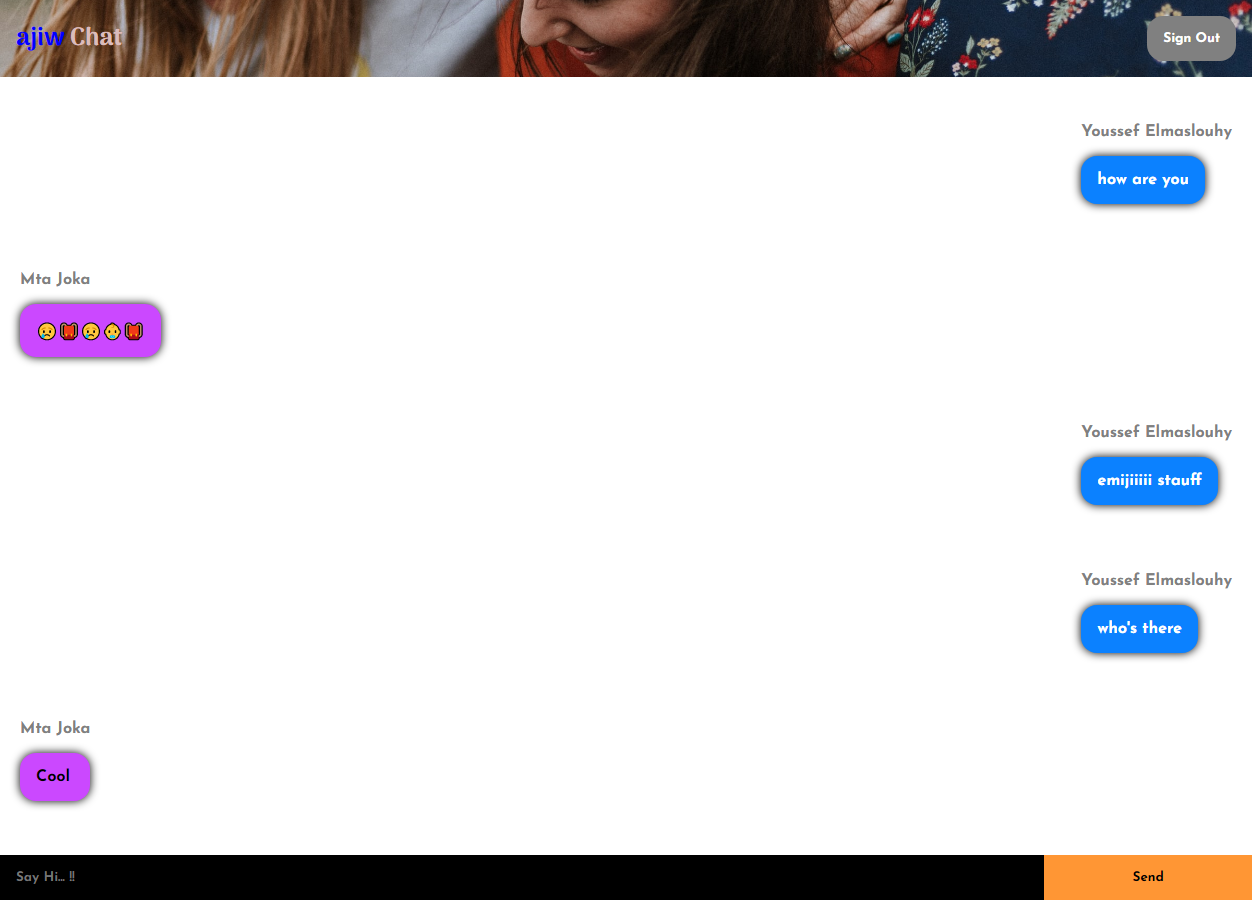 ajiw Chat
Sign Out
Youssef Elmaslouhy
how are you
Mta Joka
Youssef Elmaslouhy
emijiiiii stauff
Youssef Elmaslouhy
who's there
Mta Joka
Cool
Say Hi... !!
Send